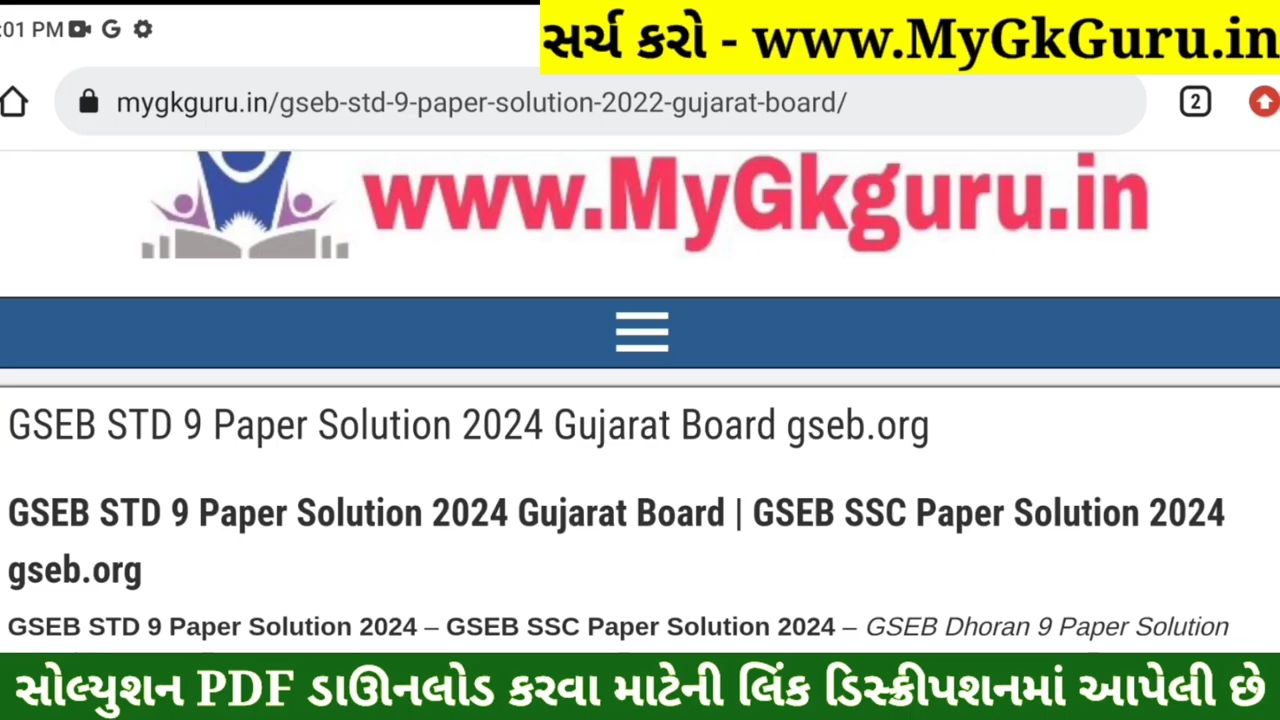 :01 PM
સર્ચ કરો - www.MyGkGuru.in
mygkguru.in/gseb-std-9-paper-solution-2022-gujarat-board/
2
www.MyGkguru.in
GSEB STD 9 Paper Solution 2024 Gujarat Board gseb.org
GSEB STD 9 Paper Solution 2024 Gujarat Board | GSEB SSC Paper Solution 2024
gseb.org
GSEB STD 9 Paper Solution 2024 – GSEB SSC Paper Solution 2024 – GSEB Dhoran 9 Paper Solution
સોલ્યુશન PDF ડાઊનલોડ કરવા માટેની લિંક ડિસ્ક્રીપશનમાં આપેલી છે